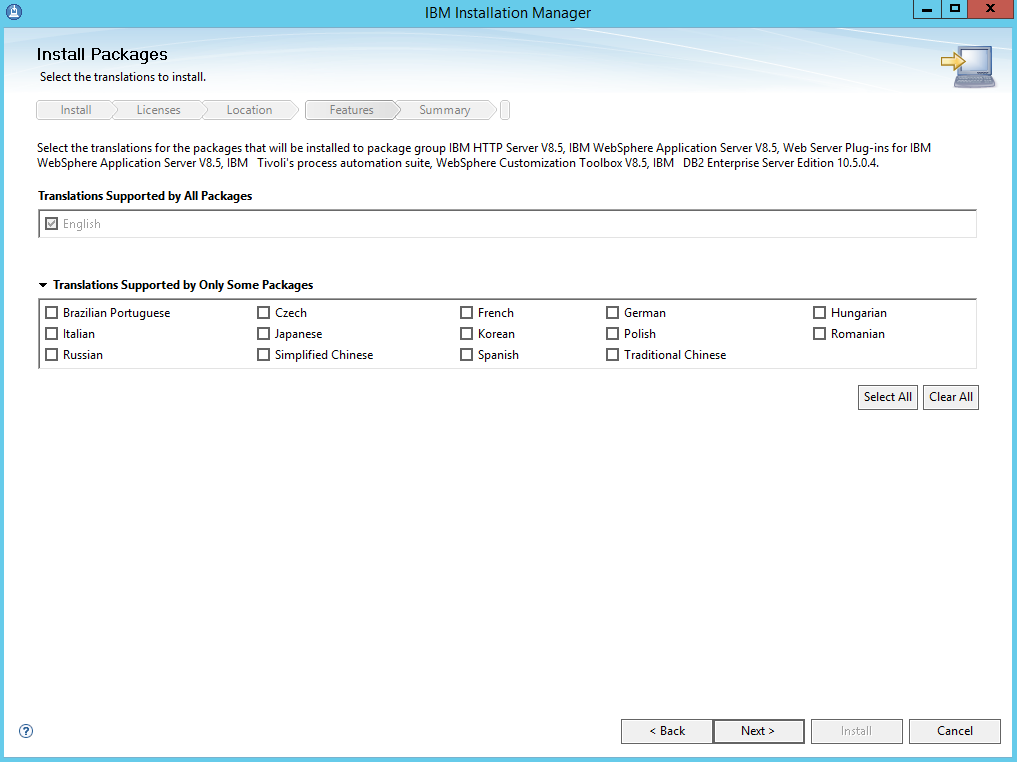 IBM Installation Manager
Install Packages
Select the translations to install.
Install Licenses Location Features Summary
Select the translations for the packages that will be installed to package group IBM HTTP Server V8.5, IBM WebSphere Application Server V8.5, Web Server Plug-ins for IBM
WebSphere Application Server V8.5, IBM   Tivoli's process automation suite, WebSphere Customization Toolbox V8.5, IBM   DB2 Enterprise Server Edition 10.5.0.4.
Translations Supported by All Packages
English
Translations Supported by Only Some Packages
Brazilian Portuguese Czech French German Hungarian
Italian Japanese Korean Polish Romanian
Russian Simplified Chinese Spanish Traditional Chinese
Select All Clear All
? < Back Next > Install Cancel